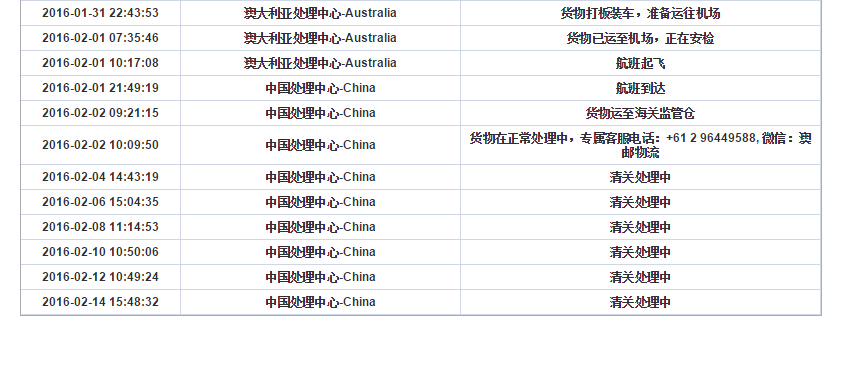 2016-01-31 22:43:53 澳大利亚处理中心-Australia 货物打板装车，准备运往机场
2016-02-01 07:35:46 澳大利亚处理中心-Australia 货物已运至机场，正在安检
2016-02-01 10:17:08 澳大利亚处理中心-Australia 航班起飞
2016-02-01 21:49:19 中国处理中心-China 航班到达
2016-02-02 09:21:15 中国处理中心-China 货物运至海关监管仓
2016-02-02 10:09:50 中国处理中心-China 货物在正常处理中，专属客服电话：+61 2 96449588, 微信：澳
邮物流
2016-02-04 14:43:19 中国处理中心-China 清关处理中
2016-02-06 15:04:35 中国处理中心-China 清关处理中
2016-02-08 11:14:53 中国处理中心-China 清关处理中
2016-02-10 10:50:06 中国处理中心-China 清关处理中
2016-02-12 10:49:24 中国处理中心-China 清关处理中
2016-02-14 15:48:32 中国处理中心-China 清关处理中